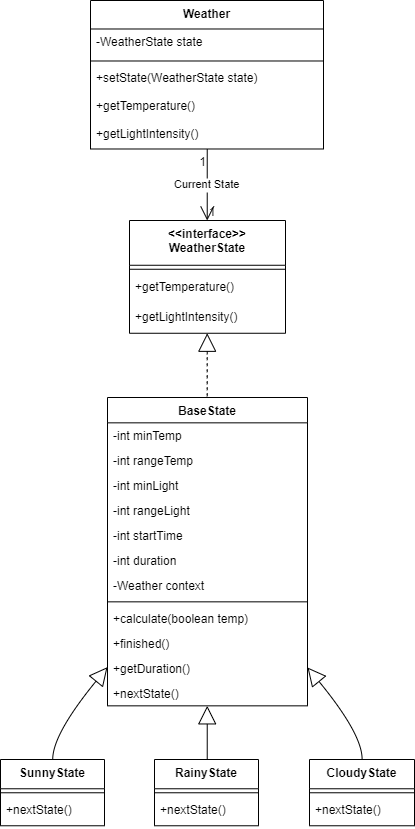 Weather
-WeatherState state
+setState(WeatherState state)
+getTemperature()
+getLightIntensity()
1
Current State
1
<<interface>>
WeatherState
+getTemperature()
+getLightIntensity()
BaseState
-int minTemp
-int rangeTemp
-int minLight
-int rangeLight
-int startTime
-int duration
-Weather context
+calculate(boolean temp)
+finished()
+getDuration()
+nextState()
SunnyState
+nextState()
RainyState
+nextState()
CloudyState
+nextState()